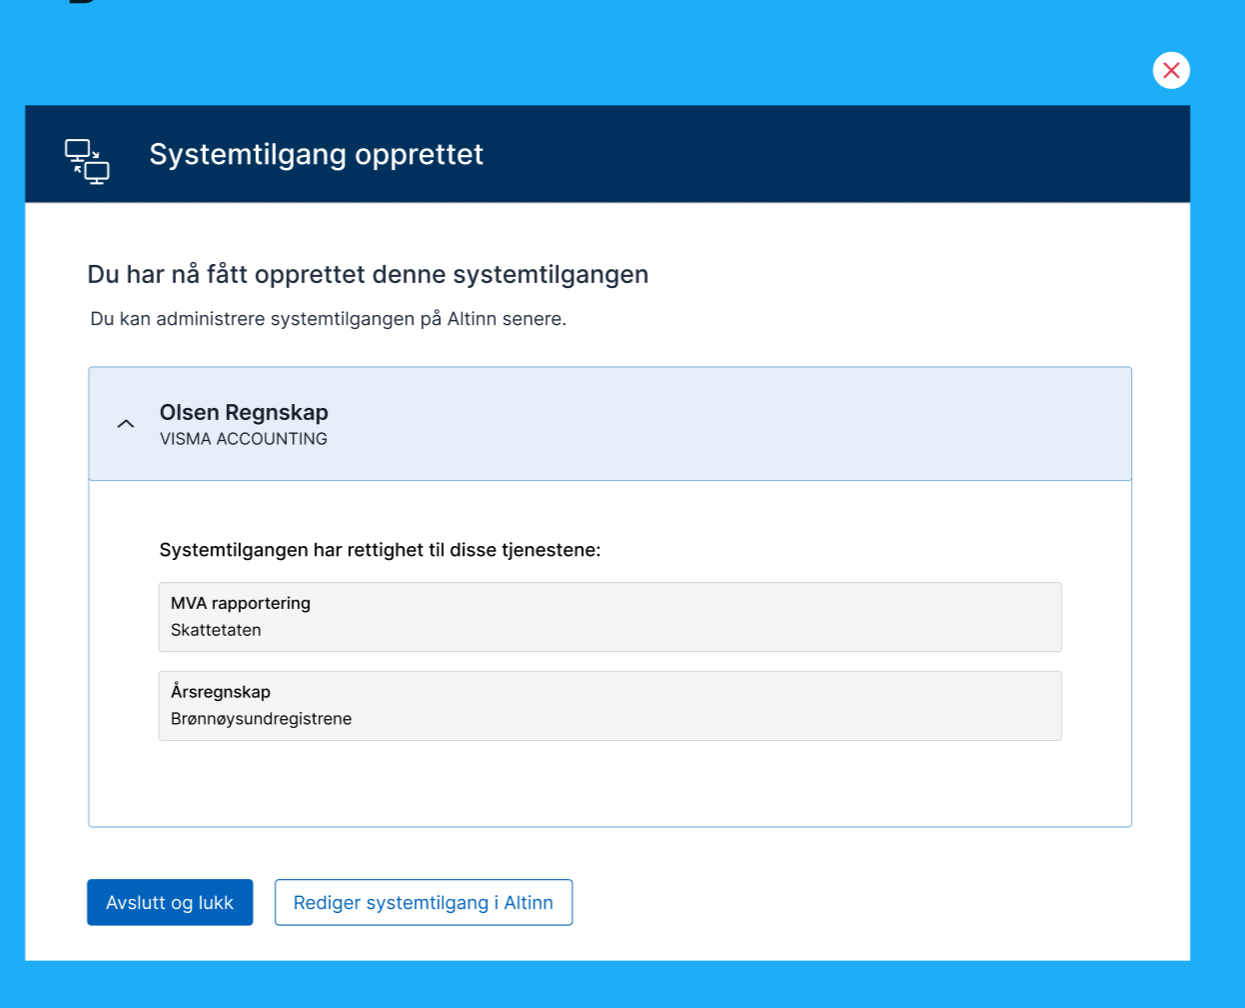 Systemtilgang opprettet
Du har nå fått opprettet denne systemtilgangen
Du kan administrere systemtilgangen på Altinn senere.
Olsen Regnskap
VISMA ACCOUNTING
Systemtilgangen har rettighet til disse tjenestene:
MVA rapportering
Skattetaten
Årsregnskap
Brønnøysundregistrene
Avslutt og lukk
Rediger systemtilgang i Altinn